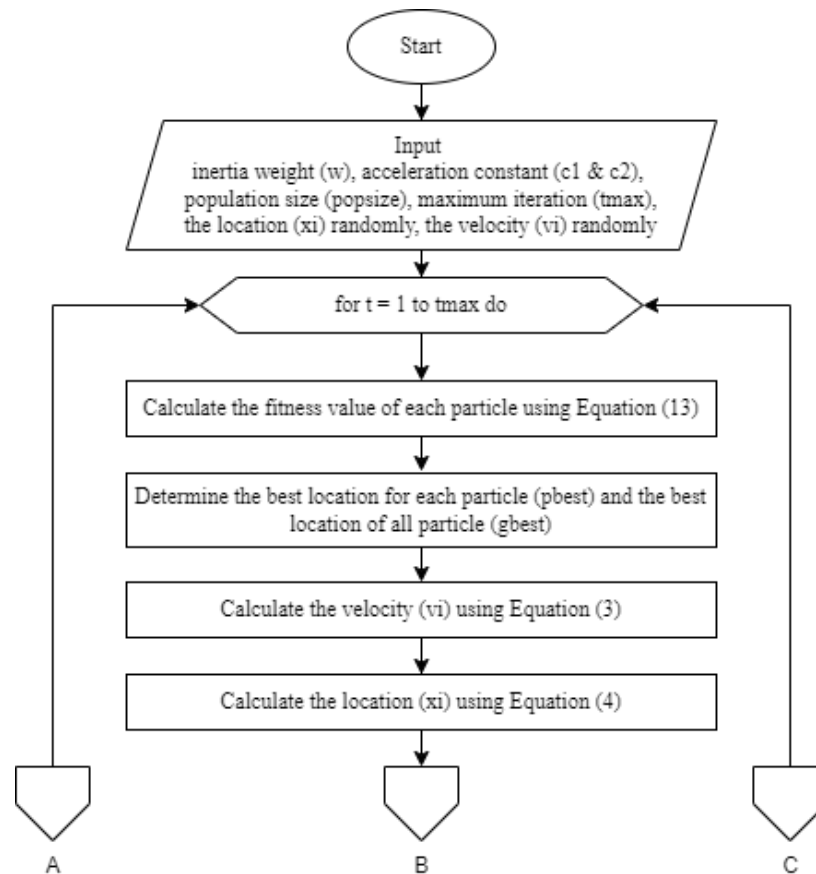 Start
Input
inertia weight (w), acceleration constant (c1 & c2),
population size (popsize), maximum iteration (tmax),
the location (xi) randomly, the velocity (vi) randomly
for t = 1 to tmax do
Calculate the fitness value of each particle using Equation (13)
Determine the best location for each particle (pbest) and the best
location of all particle (gbest)
Calculate the velocity (vi) using Equation (3)
Calculate the location (xi) using Equation (4)
A
B
C